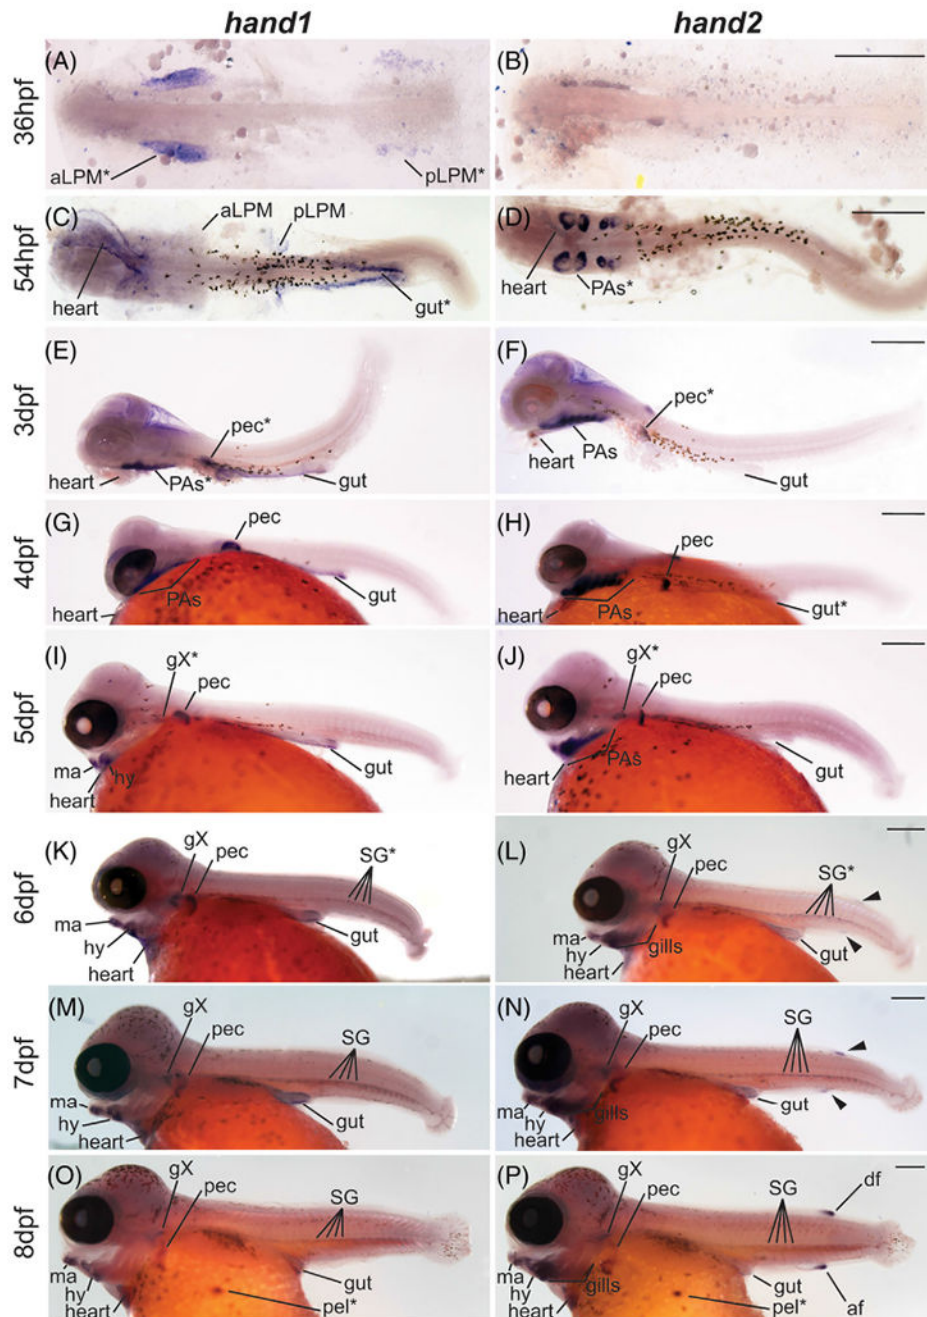 hand1 hand2
36hpf
(A) (B)
aLPM* pLPM*
54hpf
(C) aLPM pLPM (D)
heart gut* heart PAs*
3dpf
(E) (F)
pec* pec*
heart PAs* gut heart PAs gut
4dpf
(G) pec (H) pec
heart PAs gut heart PAs gut*
5dpf
(I) gX* pec (J) gX* pec
ma hy heart gut heart PAs gut
6dpf
(K) gX pec SG* (L) gX pec SG*
ma hy heart gut ma hy heart gills gut
7dpf
(M) gX pec SG (N) gX pec SG
ma hy heart gut ma hy heart gills gut
8dpf
(O) gX pec SG (P) gX pec SG df
ma hy heart pel* gut ma hy heart gills pel* gut af